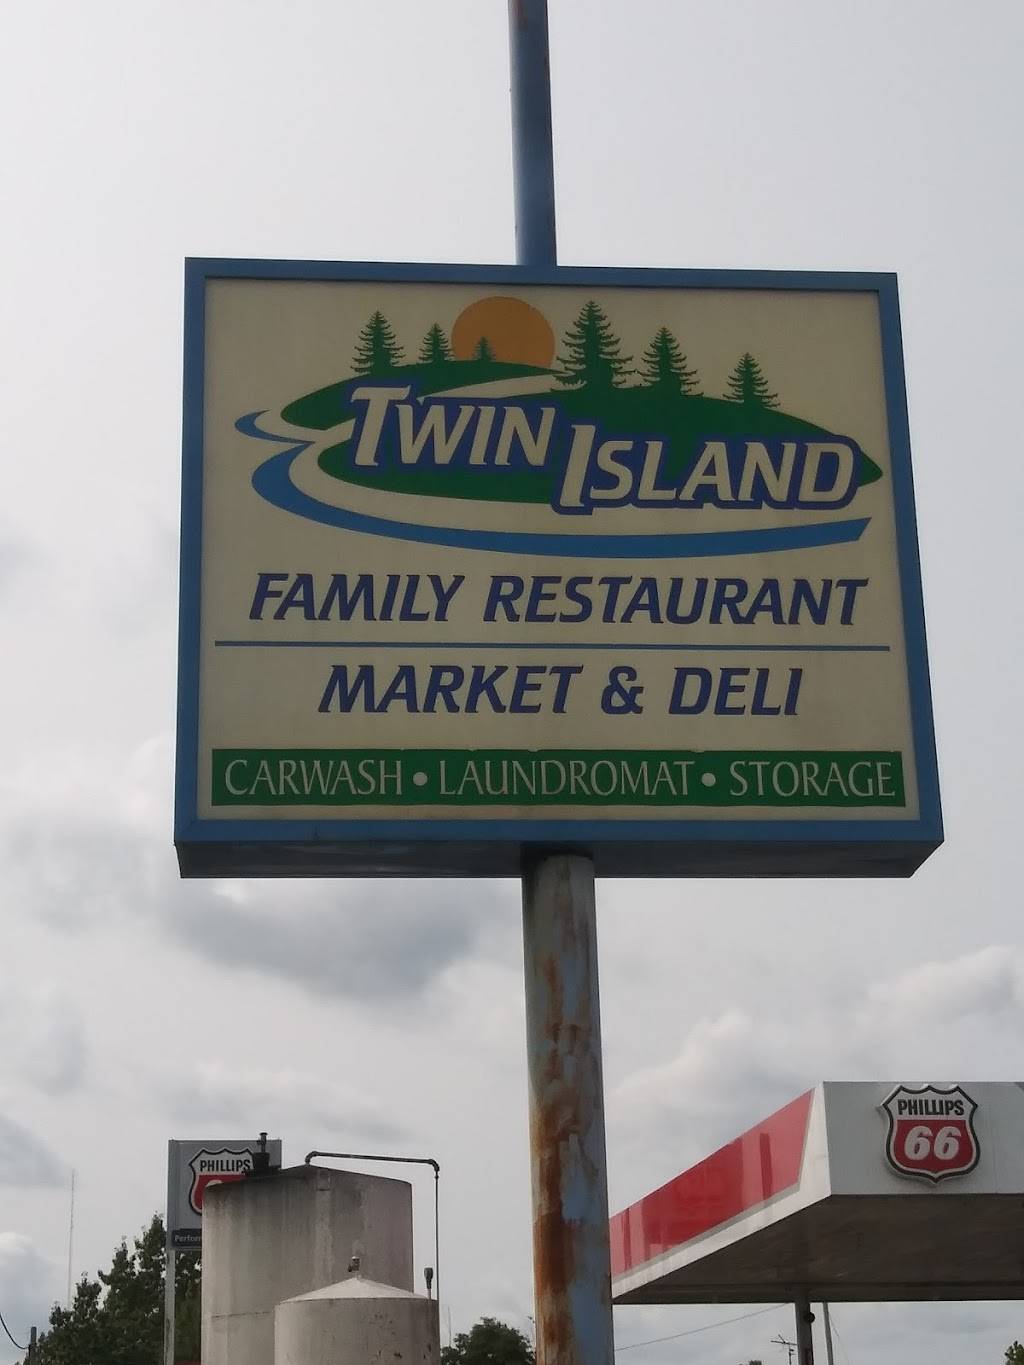 TWIN ISLAND
FAMILY RESTAURANT
MARKET & DELI
CARWASH • LAUNDROMAT • STORAGE
PHILLIPS
66
PHILLIPS